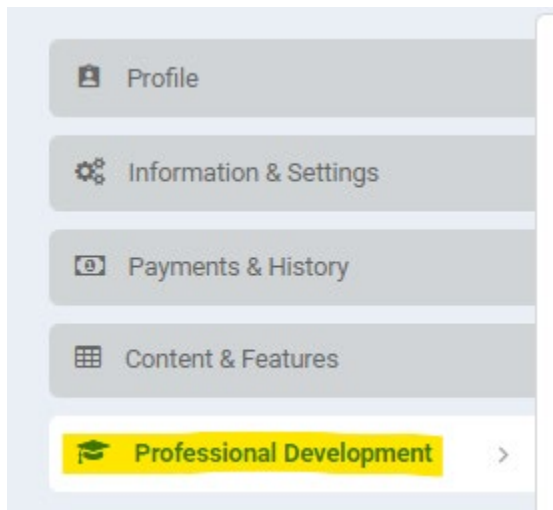 Profile
Information & Settings
Payments & History
Content & Features
Professional Development